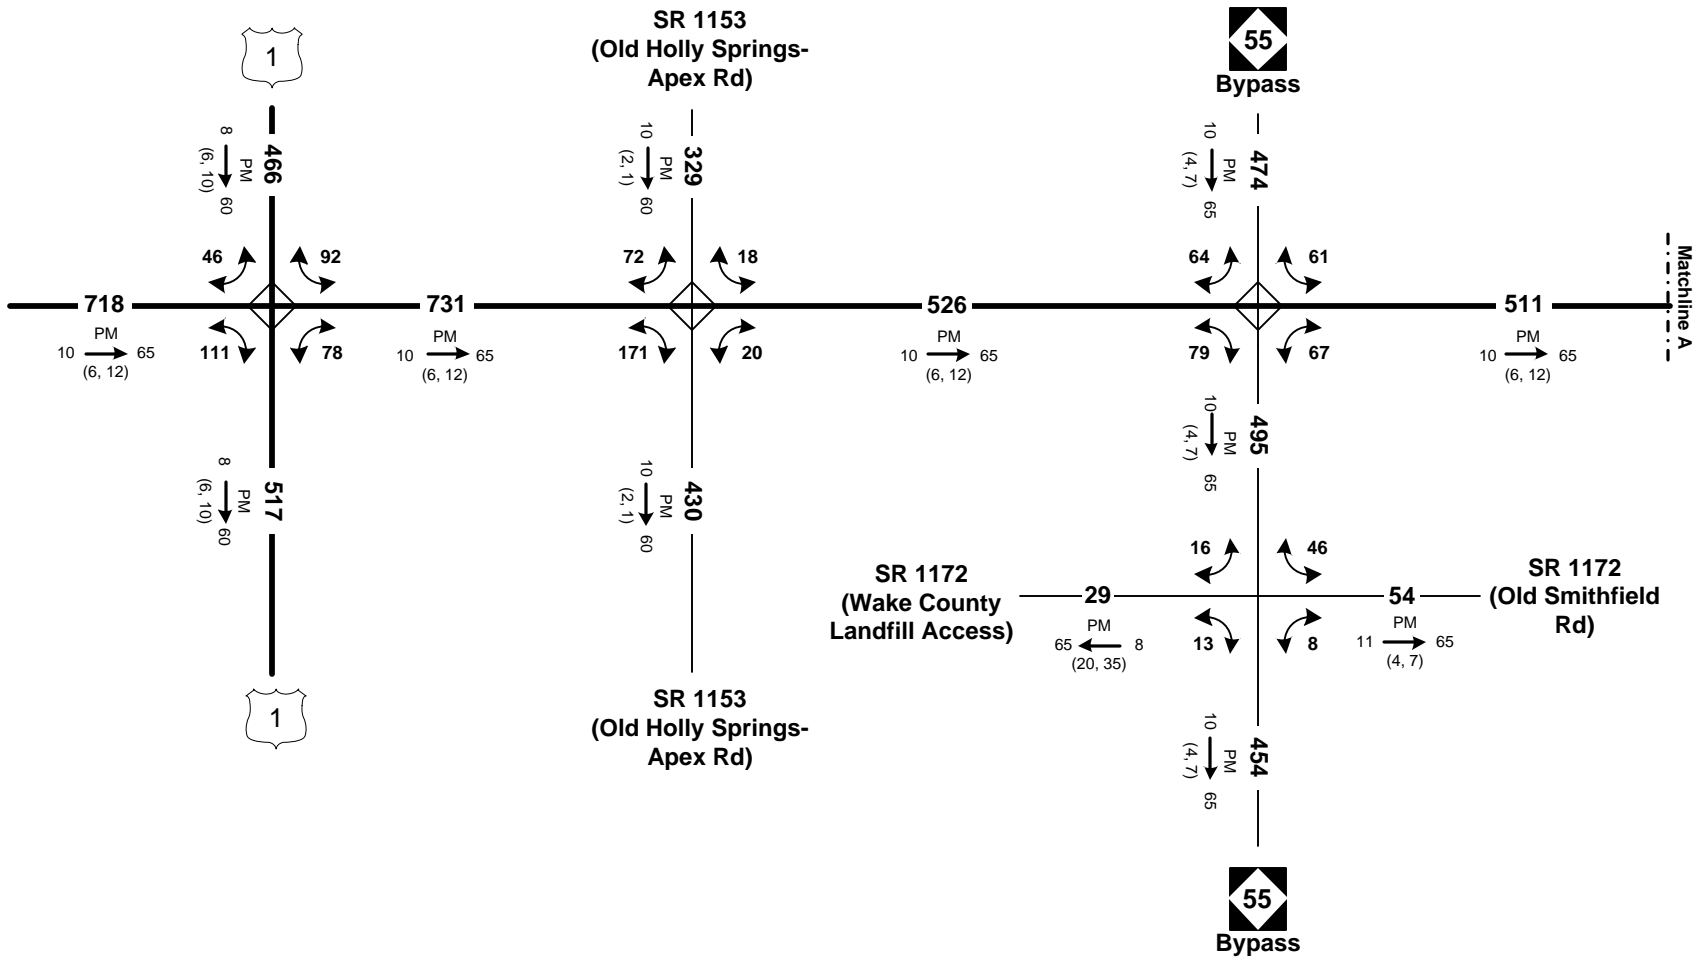 1
SR 1153
(Old Holly Springs-
Apex Rd)
55
Bypass
466
PM
8
60
(6, 10)
329
PM
10
60
(2, 1)
474
PM
10
65
(4, 7)
46
92
72
18
64
61
Matchline A
718
731
526
511
PM
10
65
(6, 12)
111
78
PM
10
65
(6, 12)
171
20
PM
10
65
(6, 12)
79
67
PM
10
65
(6, 12)
517
PM
8
60
(6, 10)
430
PM
10
60
(2, 1)
495
PM
10
65
(4, 7)
16
46
SR 1172
(Wake County
Landfill Access)
29
PM
65
8
(20, 35)
54
PM
11
65
(4, 7)
SR 1172
(Old Smithfield
Rd)
13
8
1
SR 1153
(Old Holly Springs-
Apex Rd)
454
PM
10
65
(4, 7)
55
Bypass